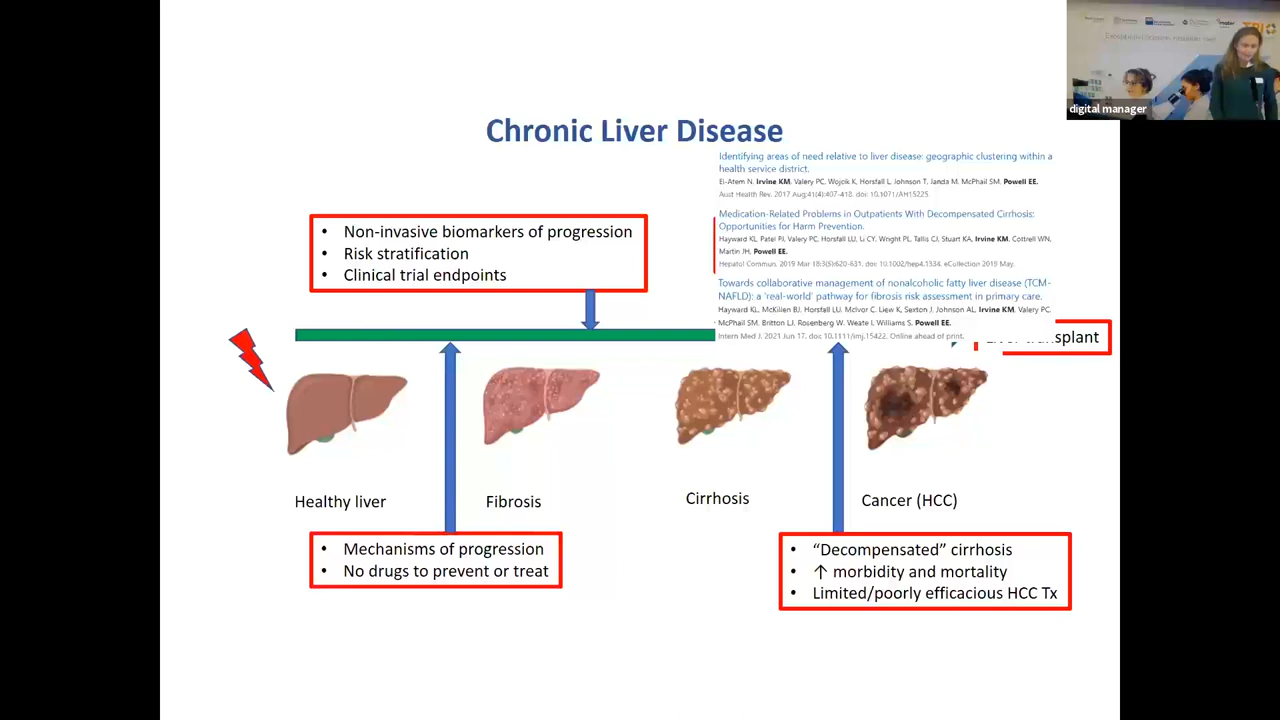 digital manager
Chronic Liver Disease
Identifying areas of need relative to liver disease: geographic clustering within a
health service district.
El-Atem N, Irvine KM, Valery PC, Wojcik K, Horsfall L, Johnson T, Janda M, McPhail SM, Powell EE.
Aust Health Rev. 2017 Aug;41(4):407-418. doi: 10.1071/AH15225.
Medication-Related Problems in Outpatients With Decompensated Cirrhosis:
Opportunities for Harm Prevention.
Hayward KL, Patel PJ, Valery PC, Horsfall LU, Li CY, Wright PL, Tallis CJ, Stuart KA, Irvine KM, Cottrell WN,
Martin JH, Powell EE.
Hepatol Commun. 2019 Mar 18;3(5):620-631. doi: 10.1002/hep4.1334. eCollection 2019 May.
Towards collaborative management of nonalcoholic fatty liver disease (TCM-
NAFLD): a 'real-world' pathway for fibrosis risk assessment in primary care.
Hayward KL, McKillen BJ, Horsfall LU, McIvor C, Liew K, Sexton J, Johnson AL, Irvine KM, Valery PC,
McPhail SM, Britton LJ, Rosenberg W, Weate I, Williams S, Powell EE.
Intern Med J. 2021 Jun 17. doi: 10.1111/imj.15422. Online ahead of print.
• Non-invasive biomarkers of progression
• Risk stratification
• Clinical trial endpoints
transplant
Healthy liver
Fibrosis
Cirrhosis
Cancer (HCC)
• Mechanisms of progression
• No drugs to prevent or treat
• “Decompensated” cirrhosis
• ↑ morbidity and mortality
• Limited/poorly efficacious HCC Tx